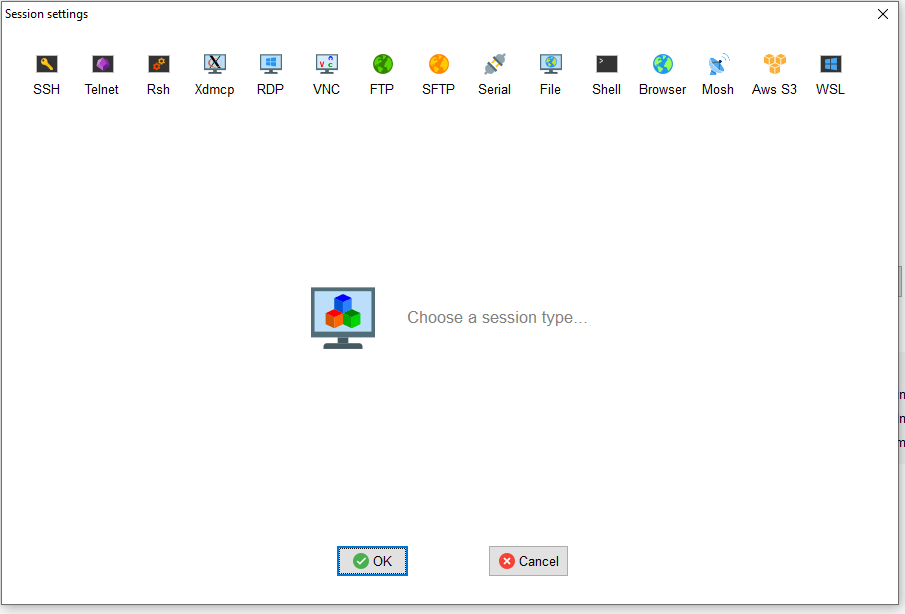 Session settings
SSH Telnet Rsh Xdmcp RDP VNC FTP SFTP Serial File Shell Browser Mosh Aws S3 WSL
Choose a session type...
n
n
m
OK Cancel